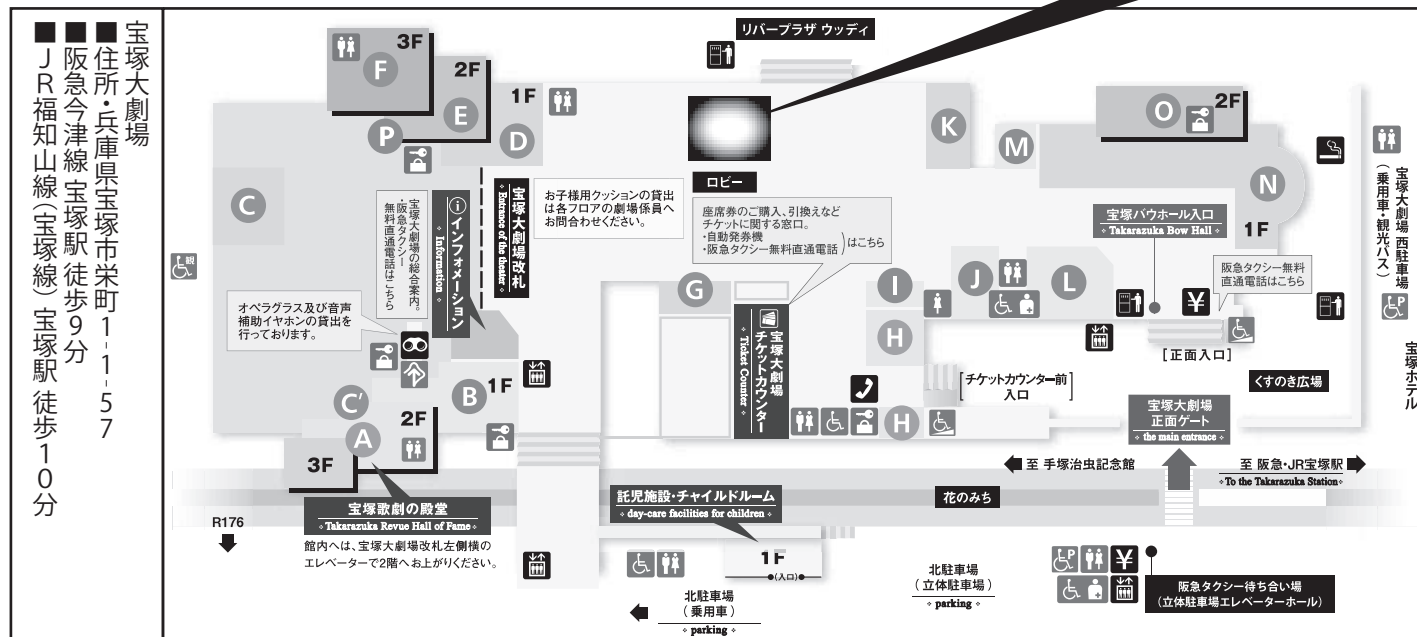 宝塚大劇場
■住所・兵庫県宝塚市栄町1-1-57
■阪急今津線 宝塚駅 徒歩9分
■JR福知山線(宝塚線) 宝塚駅 徒歩10分
リバープラザ ウッディ
3F
F
2F
E
1F
D
P
C
K
M
O
2F
N
1F
ロビー
宝塚大劇場改札
Entrance of the theater
お子様用クッションの貸出
は各フロアの劇場係員へ
お問合わせください。
座席券のご購入、引換えなど
チケットに関する窓口。
・自動発券機
・阪急タクシー無料直通電話
はこちら
インフォメーション
Information
宝塚大劇場の総合案内。
・阪急タクシー
無料直通電話はこちら
オペラグラス及び音声
補助イヤホンの貸出を
行っております。
観
G
宝塚大劇場
チケットカウンター
Ticket Counter
I
H
H
J
L
宝塚バウホール入口
Takarazuka Bow Hall
阪急タクシー無料
直通電話はこちら
¥
[正面入口]
宝塚大劇場 西駐車場
(乗用車・観光バス)
P
宝塚ホテル
くすのき広場
[チケットカウンター前
入口]
宝塚大劇場
正面ゲート
the main entrance
B
1F
C'
A
2F
3F
宝塚歌劇の殿堂
Takarazuka Revue Hall of Fame
館内へは、宝塚大劇場改札左側横の
エレベーターで2階へお上がりください。
R176
至 手塚治虫記念館
至 阪急・JR宝塚駅
To the Takarazuka Station
花のみち
託児施設・チャイルドルーム
day-care facilities for children
1F
(入口)
北駐車場
(乗用車)
parking
北駐車場
(立体駐車場)
parking
P
¥
阪急タクシー待ち合い場
(立体駐車場エレベーターホール)